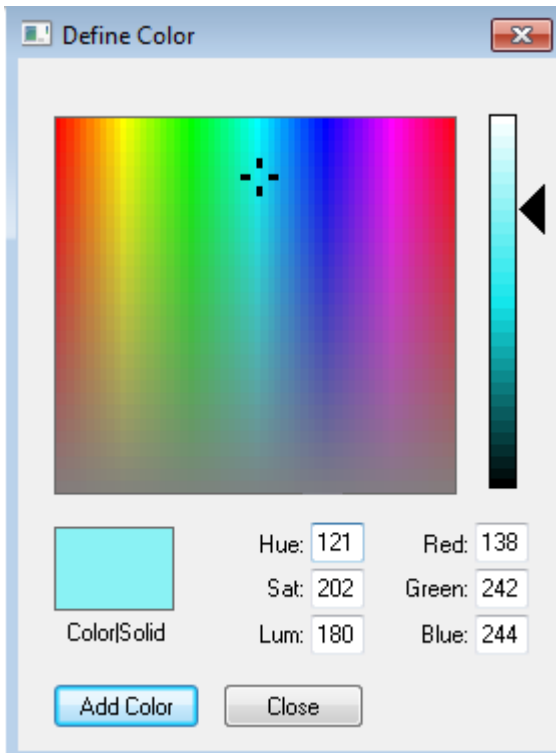 Define Color
Hue: 121 Red: 138
Sat: 202 Green: 242
Color|Solid Lum: 180 Blue: 244
Add Color Close